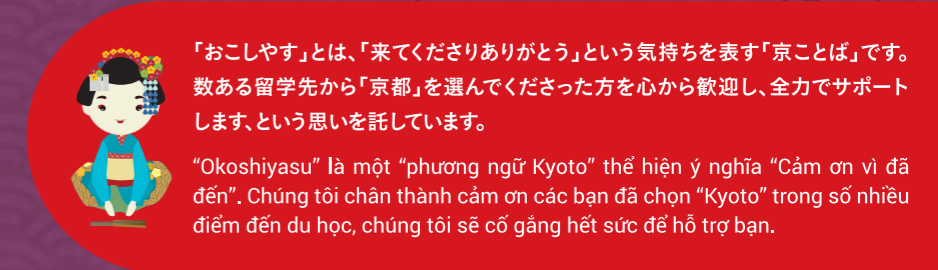 「おこしやす」とは、「来てくださりありがとう」という気持ちを表す「京ことば」です。
数ある留学先から「京都」を選んでくださった方を心から歓迎し、全力でサポート
します、という思いを託しています。
“Okoshiyasu” là một “phương ngữ Kyoto” thể hiện ý nghĩa “Cảm ơn vì đã
đến”. Chúng tôi chân thành cảm ơn các bạn đã chọn “Kyoto” trong số nhiều
điểm đến du học, chúng tôi sẽ cố gắng hết sức để hỗ trợ bạn.